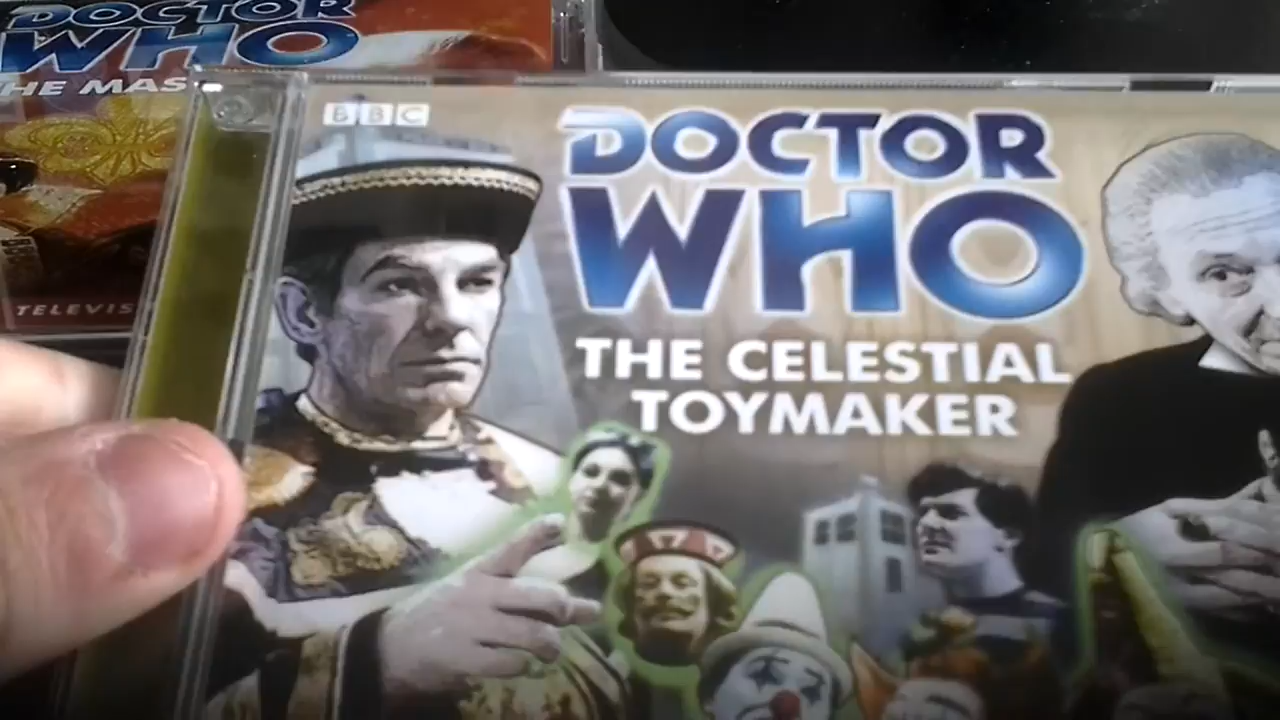 DOCTOR
WHO
HE MAS
TELEVIS
BBC
DOCTOR
WHO
THE CELESTIAL
TOYMAKER